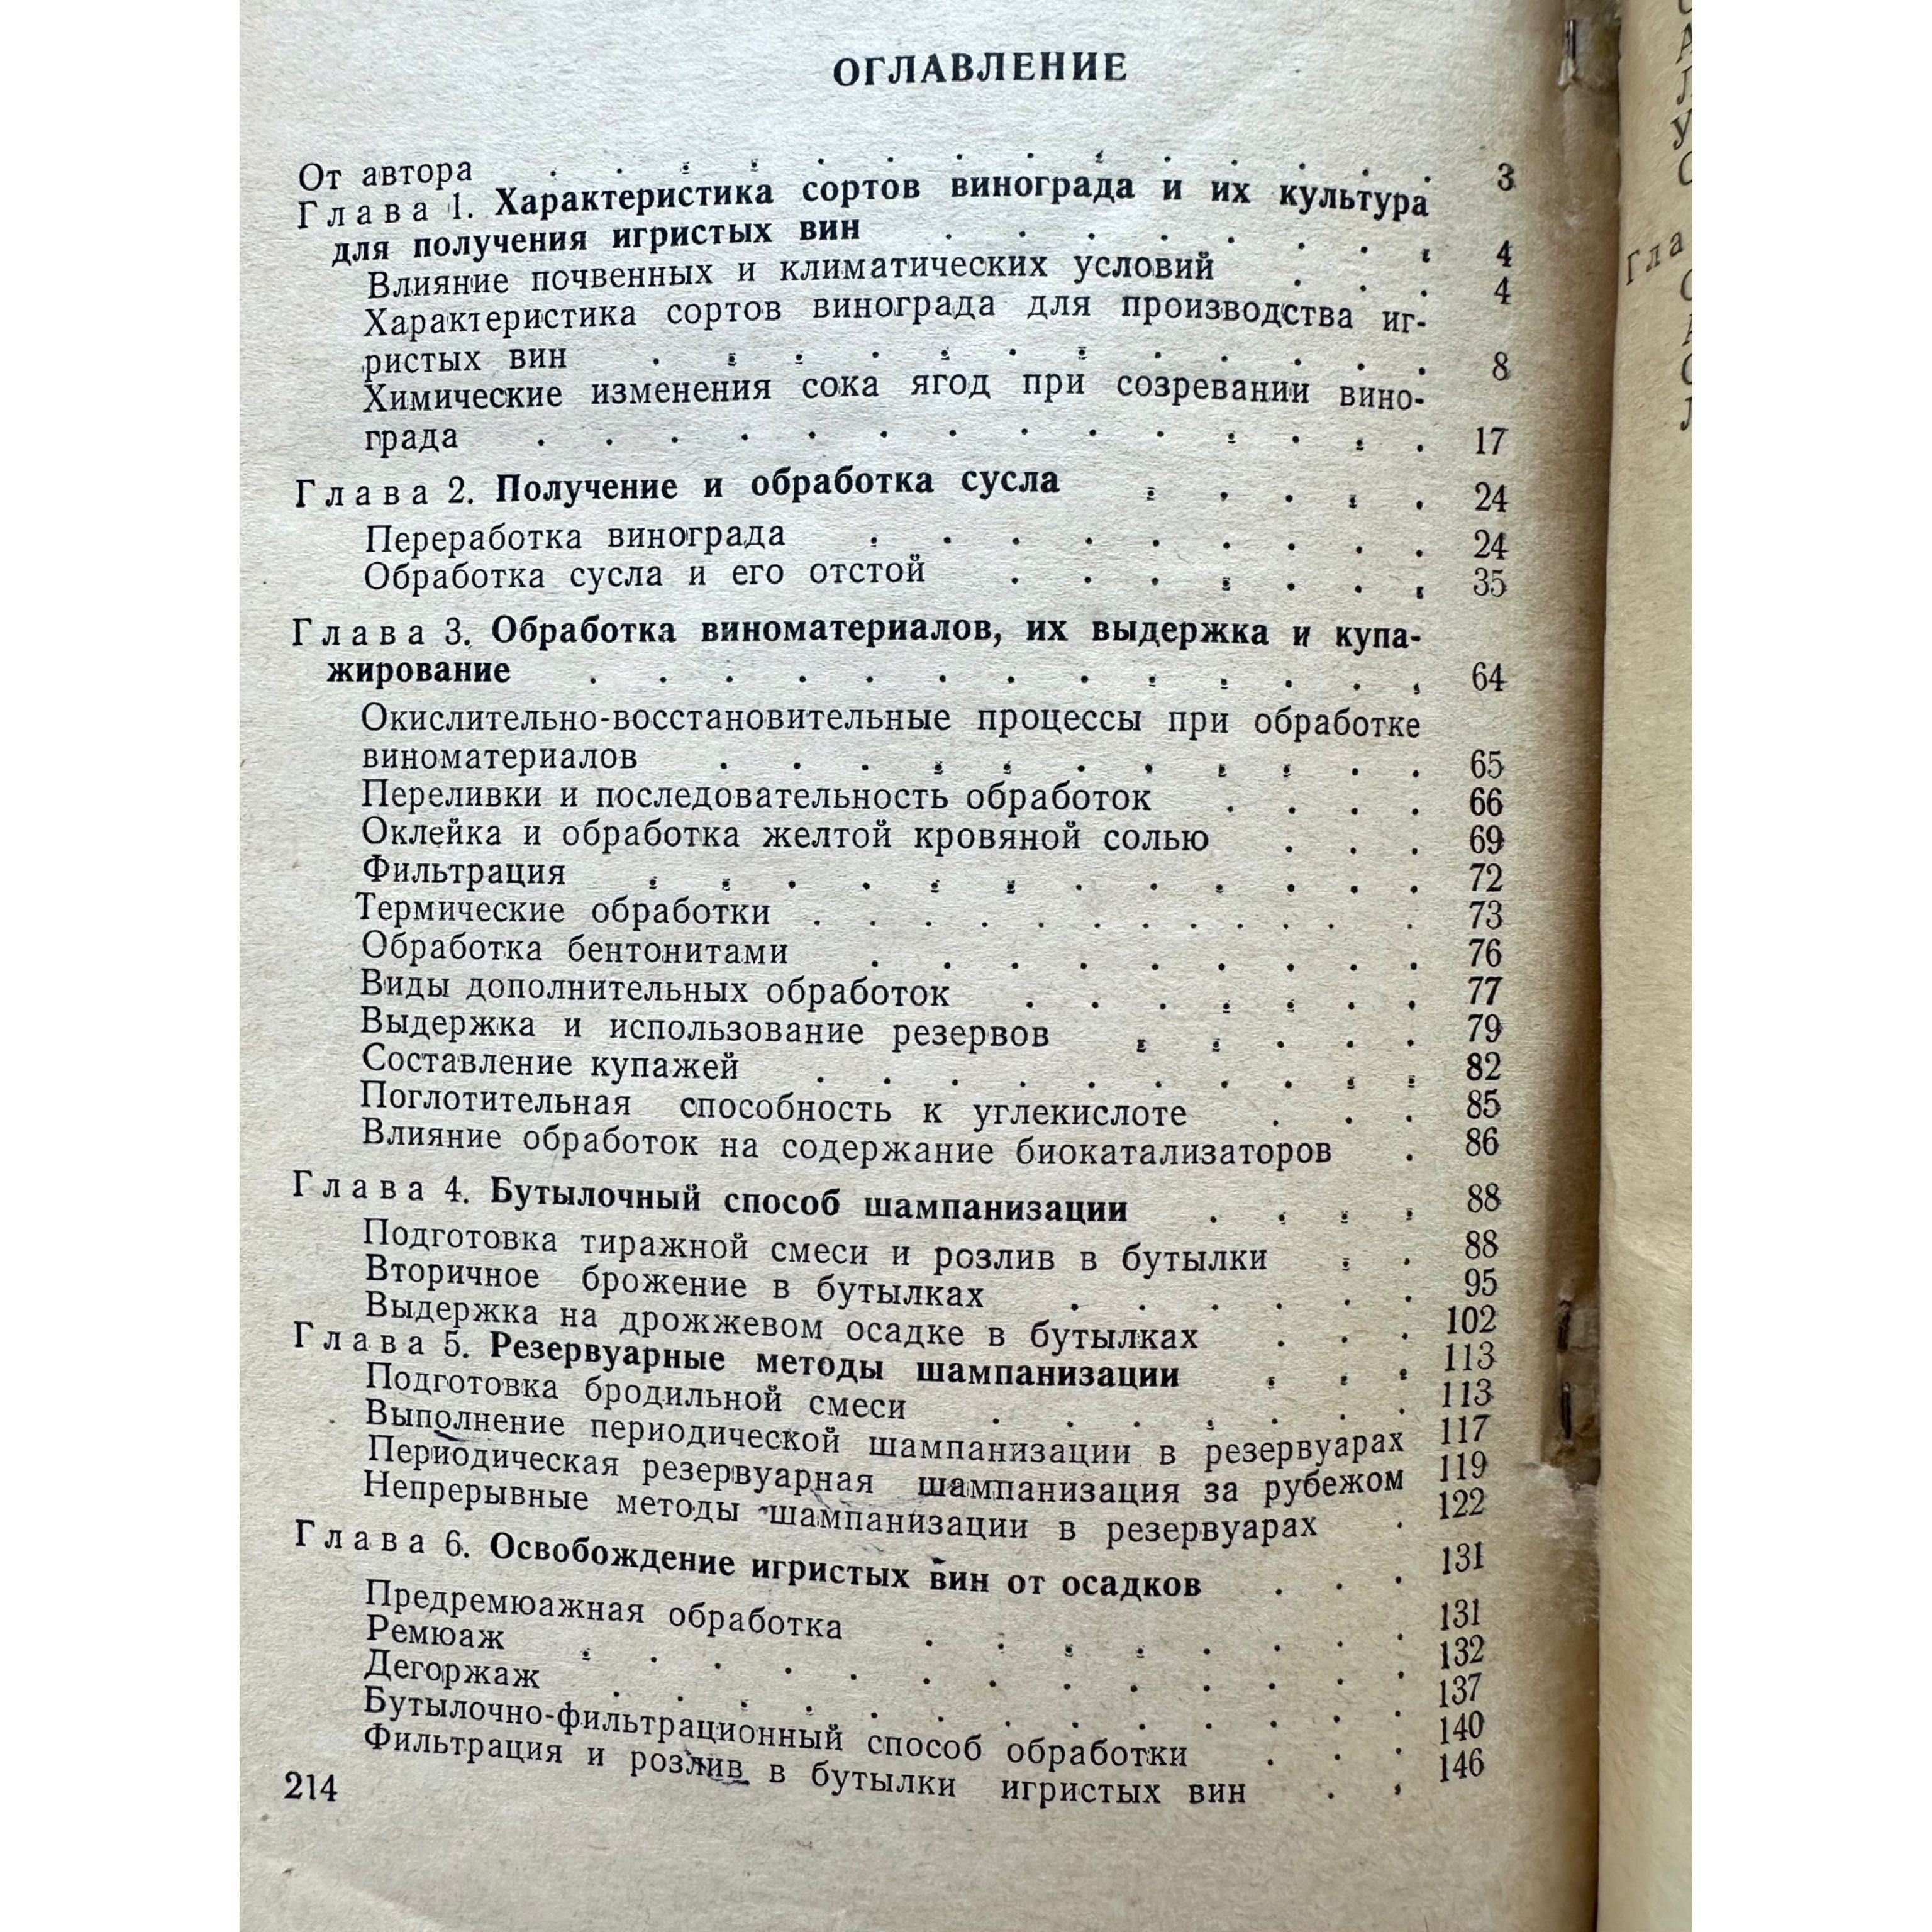 ОГЛАВЛЕНИЕ
От автора . . . . . . . . . . . . . . 3
Глава 1. Характеристика сортов винограда и их культура
для получения игристых вин . . . . . . . . 4
Влияние почвенных и климатических условий . . . 4
Характеристика сортов винограда для производства иг-
ристых вин . . . . . . . . . . . . 8
Химические изменения сока ягод при созревании вино-
града . . . . . . . . . . . . . . 17
Глава 2. Получение и обработка сусла . . . . . 24
Переработка винограда . . . . . . . . . 24
Обработка сусла и его отстой . . . . . . . 35
Глава 3. Обработка виноматериалов, их выдержка и купа-
жирование . . . . . . . . . . . . . 64
Окислительно-восстановительные процессы при обработке
виноматериалов . . . . . . . . . . . 65
Переливки и последовательность обработок . . . . 66
Оклейка и обработка желтой кровяной солью . . . 69
Фильтрация . . . . . . . . . . . . 72
Термические обработки . . . . . . . . . . . 73
Обработка бентонитами . . . . . . . . . 76
Виды дополнительных обработок . . . . . . . 77
Выдержка и использование резервов . . . . . 79
Составление купажей . . . . . . . . . . 82
Поглотительная способность к углекислоте . . . 85
Влияние обработок на содержание биокатализаторов . 86
Глава 4. Бутылочный способ шампанизации . . . . 88
Подготовка тиражной смеси и розлив в бутылки . . 88
Вторичное брожение в бутылках . . . . . . 95
Выдержка на дрожжевом осадке в бутылках . . . 102
Глава 5. Резервуарные методы шампанизации . . . 113
Подготовка бродильной смеси . . . . . . . 113
Выполнение периодической шампанизации в резервуарах 117
Периодическая резервуарная шампанизация за рубежом 119
Непрерывные методы шампанизации в резервуарах . 122
Глава 6. Освобождение игристых вин от осадков . . . 131
Предремюажная обработка . . . . . . . . 131
Ремюаж . . . . . . . . . . . . . 132
Дегоржаж . . . . . . . . . . . . . 137
Бутылочно-фильтрационный способ обработки . . . 140
Фильтрация и розлив в бутылки игристых вин . . 146
214
Гла